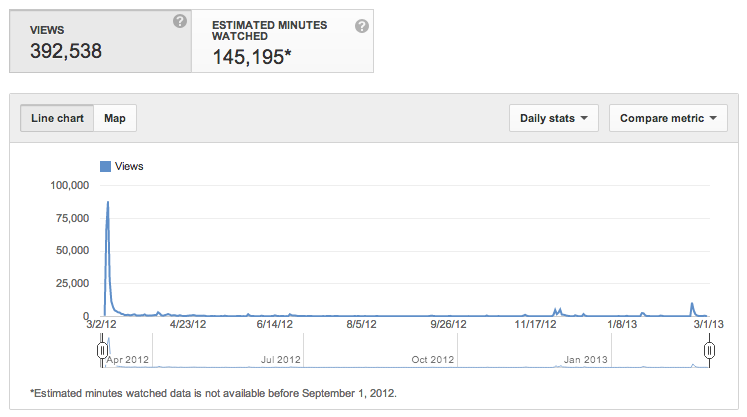 VIEWS
392,538
?
ESTIMATED MINUTES
WATCHED
145,195*
?
Line chart
Map
Daily stats
Compare metric
Views
100,000
75,000
50,000
25,000
0
3/2/12 4/23/12 6/14/12 8/5/12 9/26/12 11/17/12 1/8/13 3/1/13
Apr 2012 Jul 2012 Oct 2012 Jan 2013
*Estimated minutes watched data is not available before September 1, 2012.